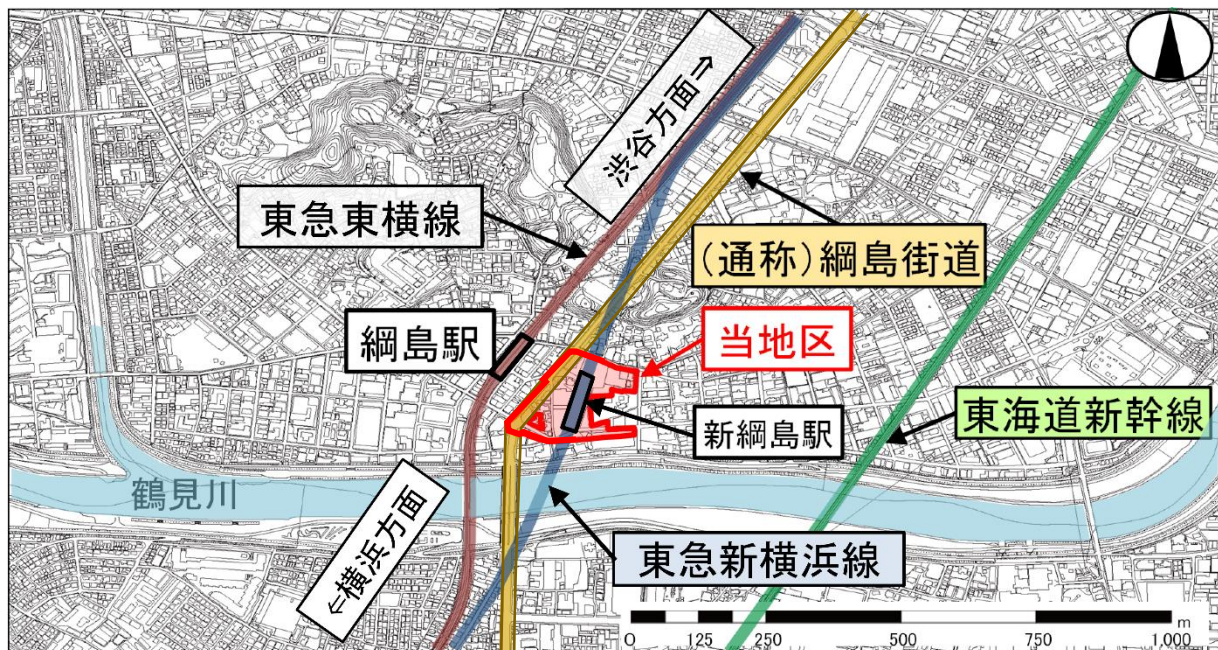 渋谷方面→
東急東横線
(通称)綱島街道
綱島駅
当地区
新綱島駅
東海道新幹線
鶴見川
←横浜方面
東急新横浜線
m
0 125 250 500 750 1,000